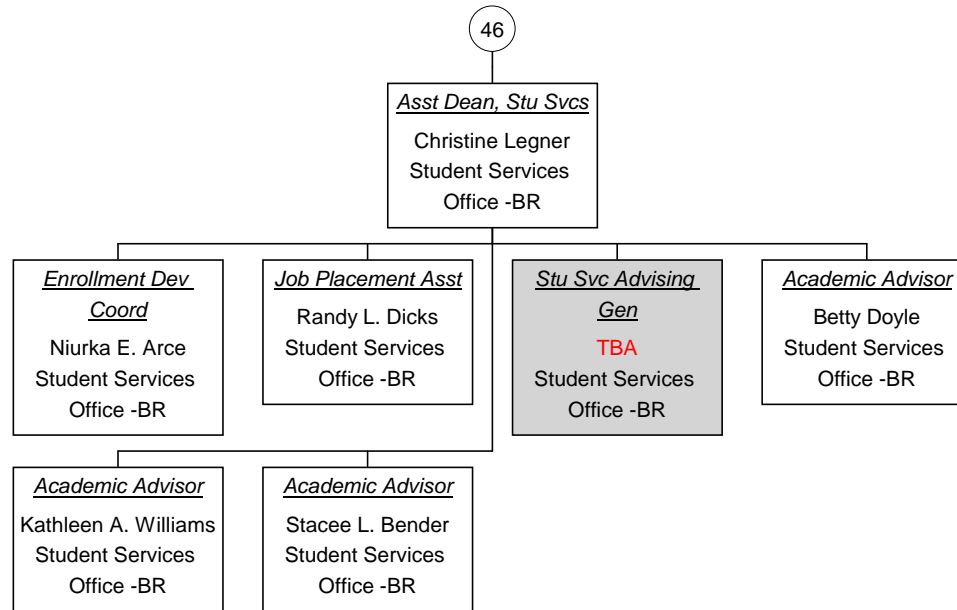 46
Asst Dean, Stu Svcs
Christine Legner
Student Services
Office -BR
Enrollment Dev
Coord
Niurka E. Arce
Student Services
Office -BR
Job Placement Asst
Randy L. Dicks
Student Services
Office -BR
Stu Svc Advising
Gen
TBA
Student Services
Office -BR
Academic Advisor
Betty Doyle
Student Services
Office -BR
Academic Advisor
Kathleen A. Williams
Student Services
Office -BR
Academic Advisor
Stacee L. Bender
Student Services
Office -BR